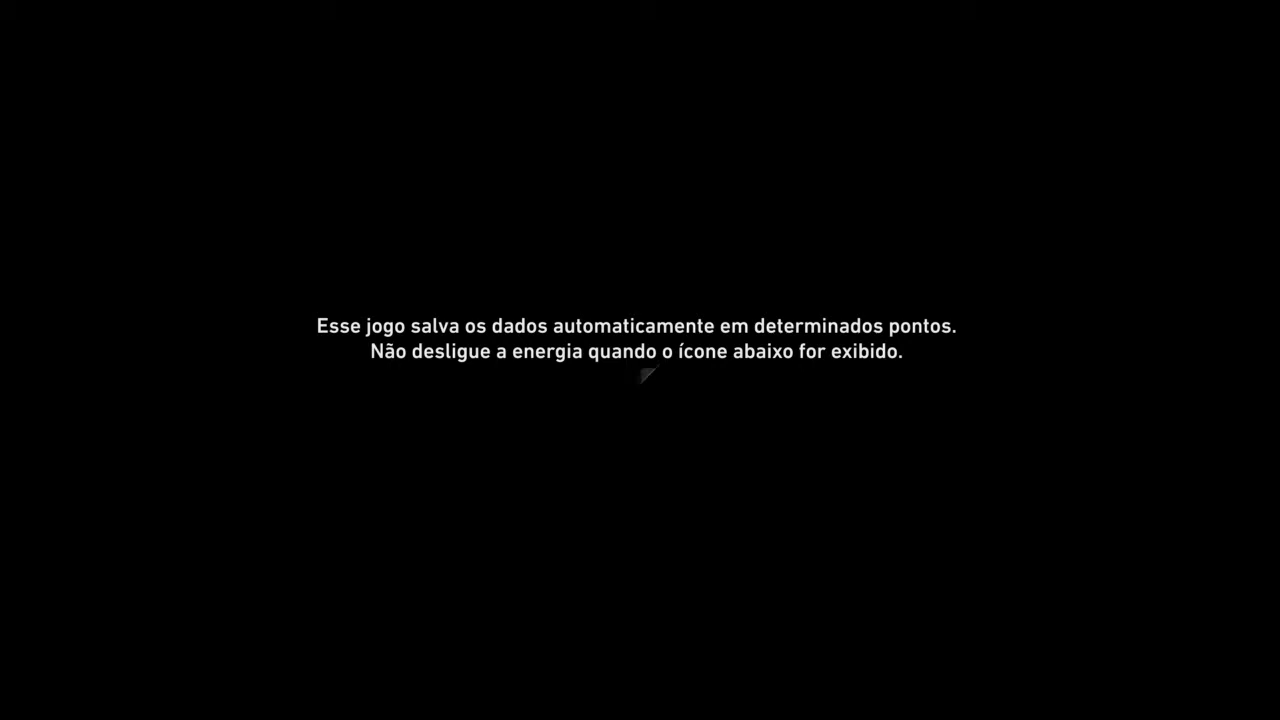 Esse jogo salva os dados automaticamente em determinados pontos.
Não desligue a energia quando o ícone abaixo for exibido.